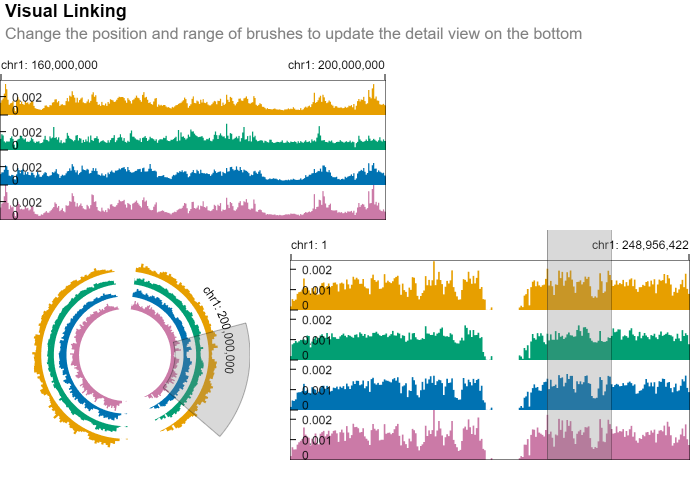 Visual Linking
Change the position and range of brushes to update the detail view on the bottom
chr1: 160,000,000
chr1: 200,000,000
0.002
0
0.002
0
0.002
0
0.002
0
chr1: 200,000,000
chr1: 1
chr1: 248,956,422
0.002
0.001
0
0.002
0.001
0
0.002
0.001
0
0.002
0.001
0